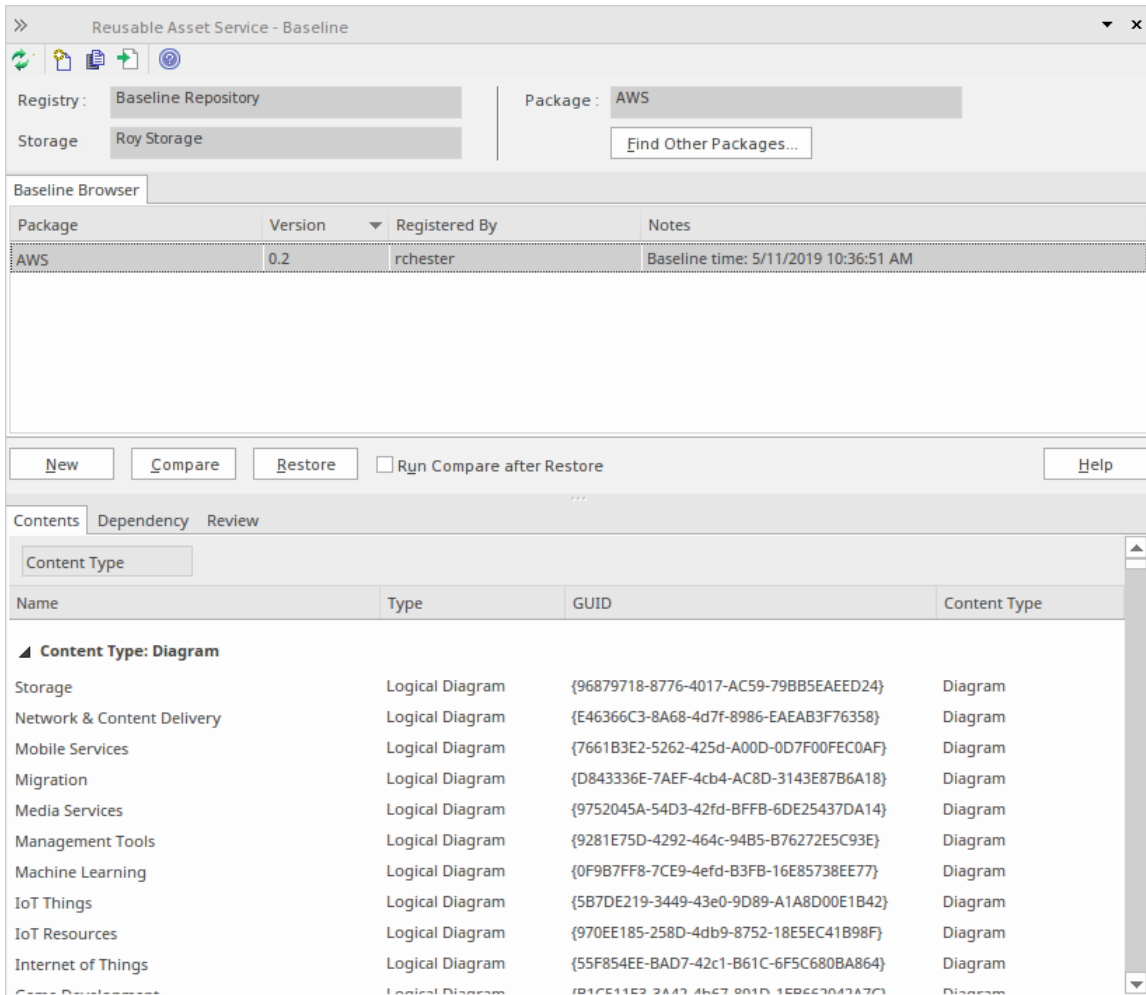 Reusable Asset Service - Baseline
Registry : Baseline Repository Package : AWS
Storage Roy Storage Find Other Packages...
Baseline Browser
Package Version Registered By Notes
AWS 0.2 rchester Baseline time: 5/11/2019 10:36:51 AM
New Compare Restore Run Compare after Restore Help
Contents Dependency Review
Content Type
Name Type GUID Content Type
Content Type: Diagram
Storage Logical Diagram {96879718-8776-4017-AC59-79BB5EAEED24} Diagram
Network & Content Delivery Logical Diagram {E46366C3-8A68-4d7f-8986-EAEAB3F76358} Diagram
Mobile Services Logical Diagram {7661B3E2-5262-425d-A00D-0D7F00FEC0AF} Diagram
Migration Logical Diagram {D843336E-7AEF-4cb4-AC8D-3143E87B6A18} Diagram
Media Services Logical Diagram {9752045A-54D3-42fd-BFFB-6DE25437DA14} Diagram
Management Tools Logical Diagram {9281E75D-4292-464c-94B5-B76272E5C93E} Diagram
Machine Learning Logical Diagram {0F9B7FF8-7CE9-4efd-B3FB-16E85738EE77} Diagram
IoT Things Logical Diagram {5B7DE219-3449-43e0-9D89-A1A8D00E1B42} Diagram
IoT Resources Logical Diagram {970EE185-258D-4db9-8752-18E5EC41B98F} Diagram
Internet of Things Logical Diagram {55F854EE-BAD7-42c1-B61C-6F5C680BA864} Diagram
Game Development Logical Diagram Diagram